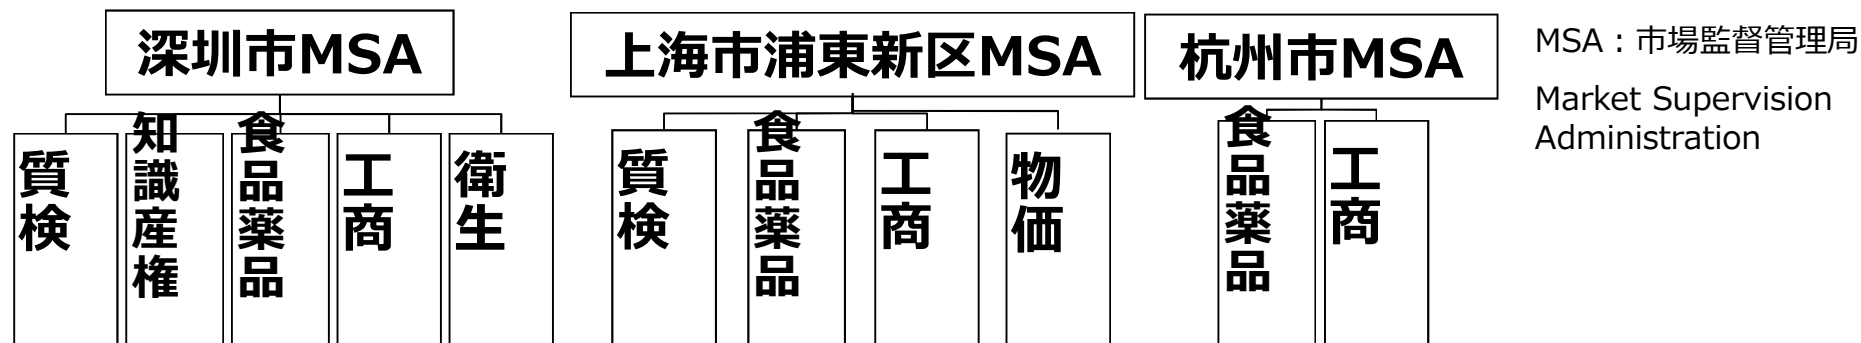 深圳市MSA
質検
知識産権
食品薬品
工商
衛生
上海市浦東新区MSA
質検
食品薬品
工商
物価
杭州市MSA
食品薬品
工商
MSA：市場監督管理局
Market Supervision
Administration